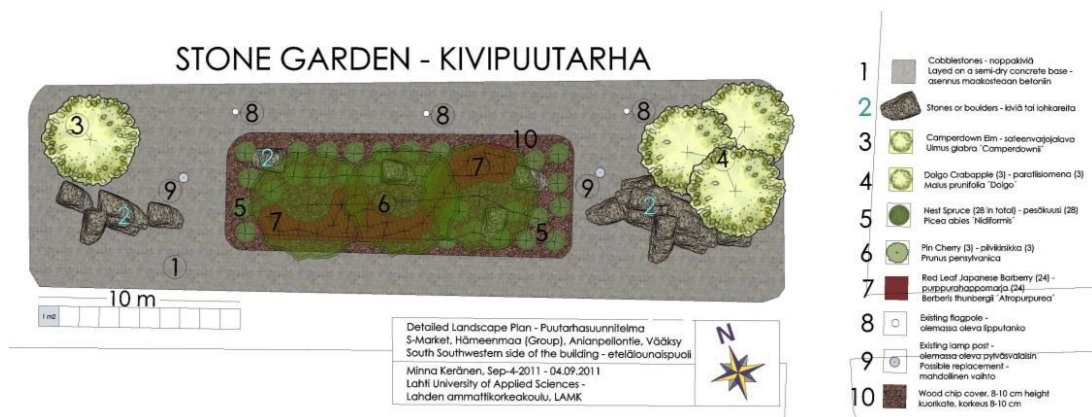 STONE GARDEN - KIVIPUUTARHA
3
8
8
8
10
2
7
4
9
9
2
5
6
2
7
5
1
10 m
1 m2
Detailed Landscape Plan - Puutarhasuunnitelma
S-Market, Hämeenmaa (Group), Anianpellontie, Vääksy
South Southwestern side of the building - etelälounaispuoli
Minna Keränen, Sep-4-2011 - 04.09.2011
Lahti University of Applied Sciences -
Lahden ammattikorkeakoulu, LAMK
N
1
Cobblestones - noppakiviä
Layed on a semi-dry concrete base -
asennus maakosteaan betoniin
2
Stones or boulders - kiviä tai lohkareita
3
Camperdown Elm - sateenvarjojalava
Ulmus glabra ´Camperdownii´
4
Dolgo Crabapple (3) - paratiisiomena (3)
Malus prunifolia ´Dolgo´
5
Nest Spruce (28 in total) - pesäkuusi (28)
Picea abies ´Nidiformis´
6
Pin Cherry (3) - pilvikirsikka (3)
Prunus pensylvanica
7
Red Leaf Japanese Barberry (24) -
purppurahappomarja (24)
Berberis thunbergii ´Atropurpurea´
8
Existing flagpole -
olemassa oleva lipputanko
9
Existing lamp post -
olemassa oleva pylväsvalaisin
Possible replacement -
mahdollinen vaihto
10
Wood chip cover, 8-10 cm height
kuorikate, korkeus 8-10 cm